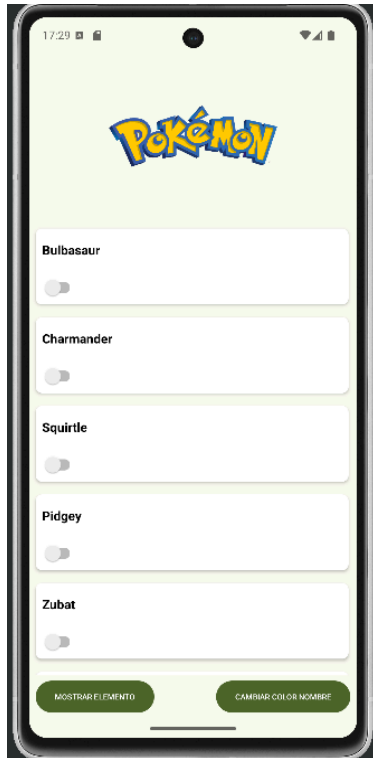 17:29
POKÉMON
Bulbasaur
Charmander
Squirtle
Pidgey
Zubat
MOSTRAR ELEMENTO
CAMBIAR COLOR NOMBRE